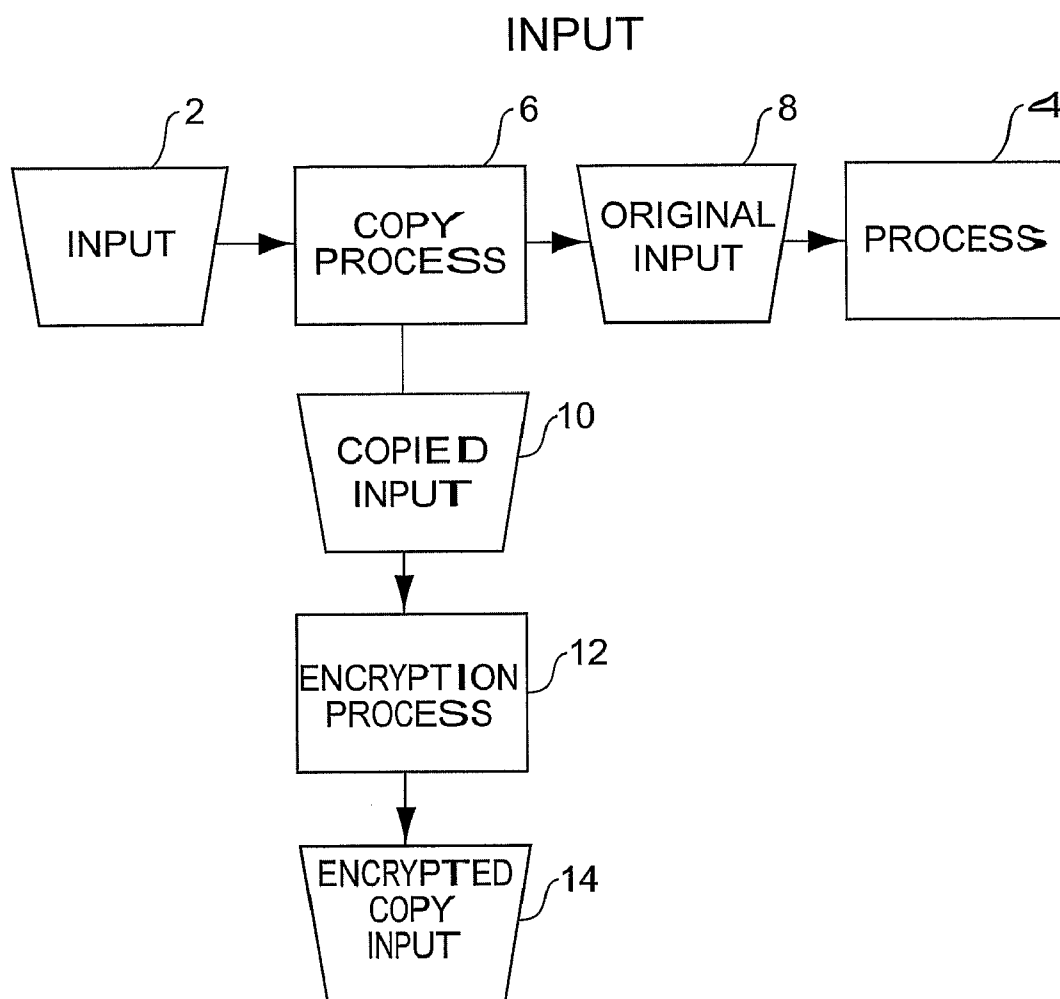 INPUT
2
6
8
4
INPUT
COPY
PROCESS
ORIGINAL
INPUT
PROCESS
10
COPIED
INPUT
12
ENCRYPTION
PROCESS
14
ENCRYPTED
COPY
INPUT